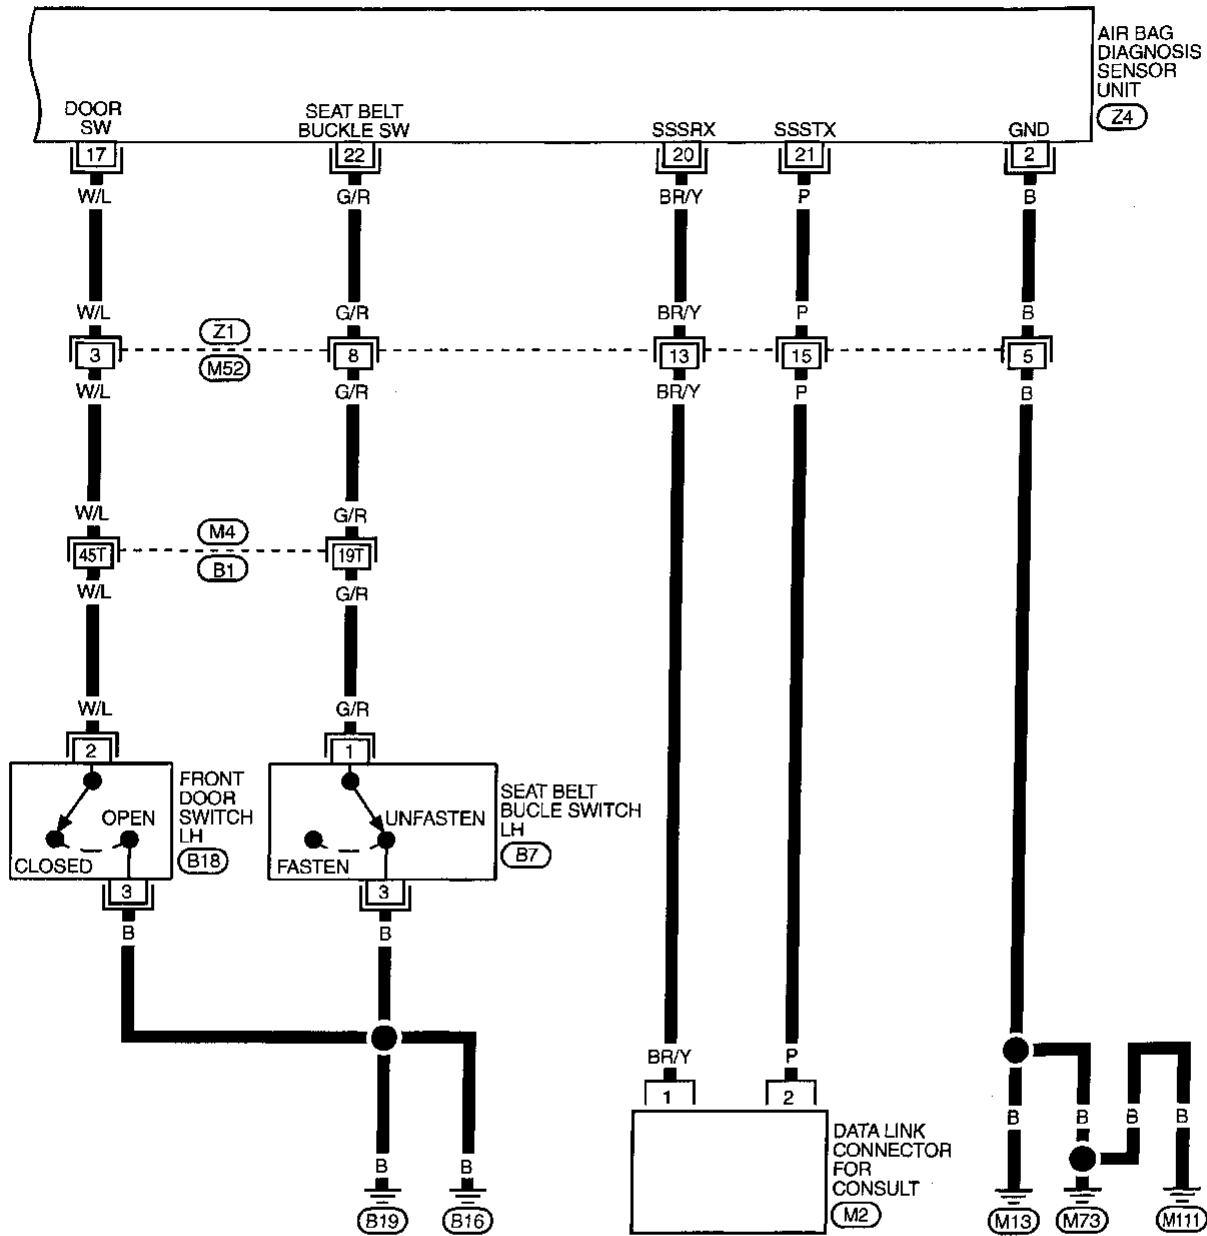 AIR BAG
DIAGNOSIS
SENSOR
UNIT
Z4
DOOR
SW
SEAT BELT
BUCKLE SW
SSSRX
SSSTX
GND
17
22
20
21
2
W/L
G/R
BR/Y
P
B
W/L
G/R
BR/Y
P
B
Z1
3
8
13
15
5
M52
W/L
G/R
BR/Y
P
B
W/L
G/R
M4
45T
19T
B1
W/L
G/R
W/L
G/R
2
1
FRONT
DOOR
SWITCH
LH
B18
OPEN
CLOSED
SEAT BELT
BUCLE SWITCH
LH
B7
UNFASTEN
FASTEN
3
3
B
B
BR/Y
P
1
2
DATA LINK
CONNECTOR
FOR
CONSULT
M2
B
B
B
B
B
B
B19
B16
M13
M73
M111